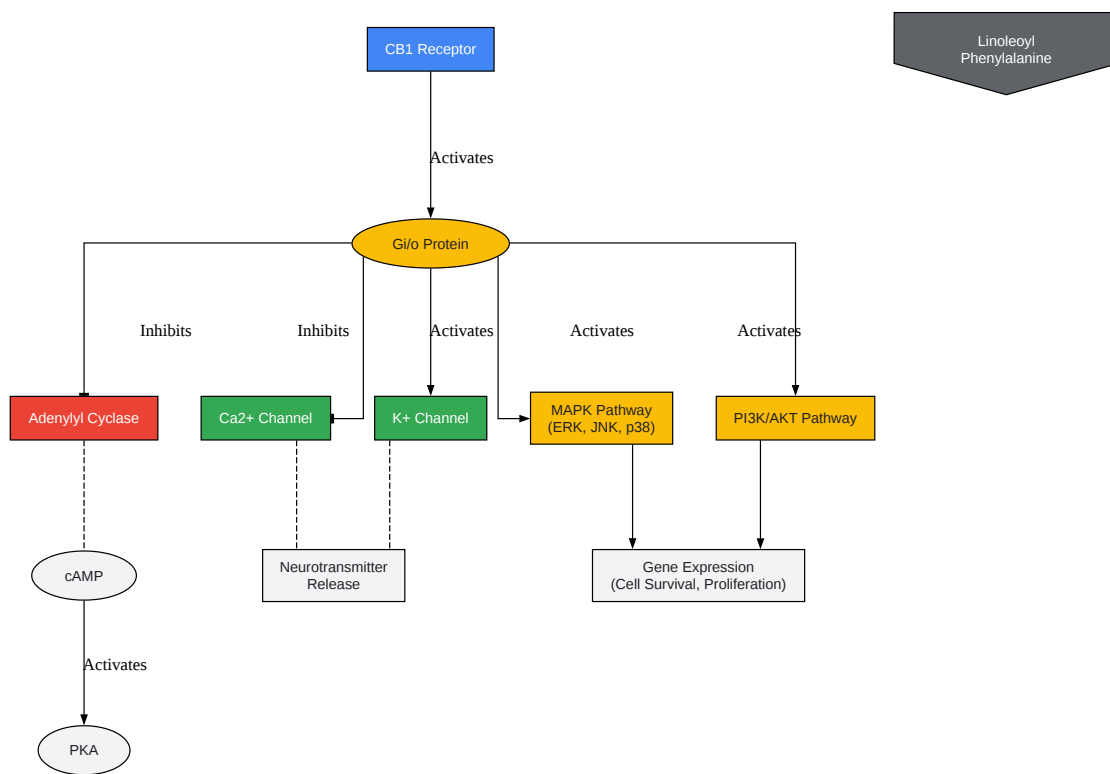 CB1 Receptor
Linoleoyl
Phenylalanine
Activates
Gi/o Protein
Inhibits
Inhibits
Activates
Activates
Activates
Adenylyl Cyclase
Ca2+ Channel
K+ Channel
MAPK Pathway
(ERK, JNK, p38)
PI3K/AKT Pathway
cAMP
Neurotransmitter
Release
Gene Expression
(Cell Survival, Proliferation)
Activates
PKA